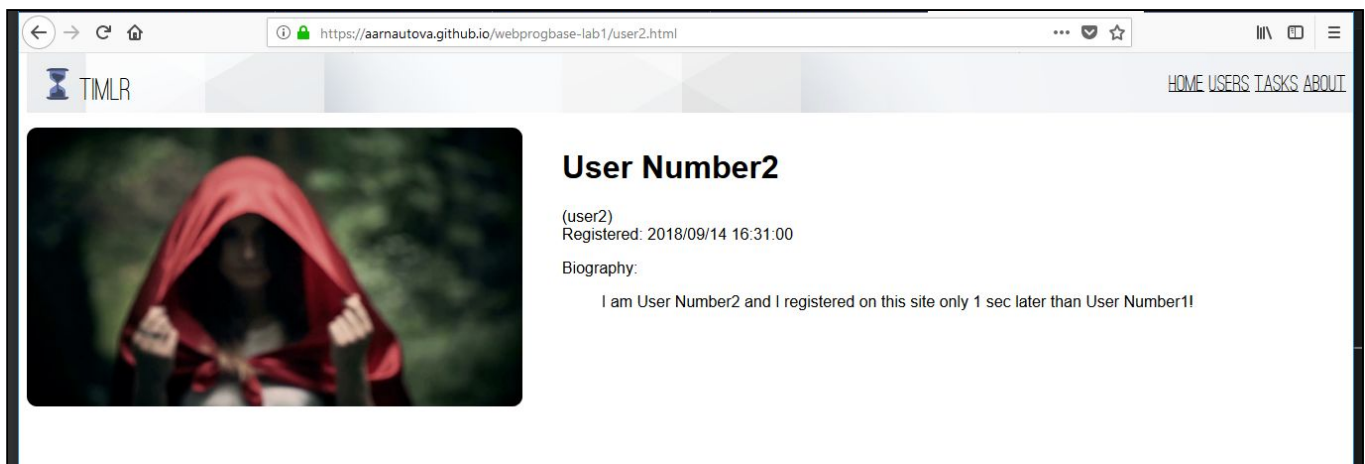 https://aarnautova.github.io/webprogbase-lab1/user2.html
TIMLR
HOME USERS TASKS ABOUT
User Number2
(user2)
Registered: 2018/09/14 16:31:00
Biography:
I am User Number2 and I registered on this site only 1 sec later than User Number1!